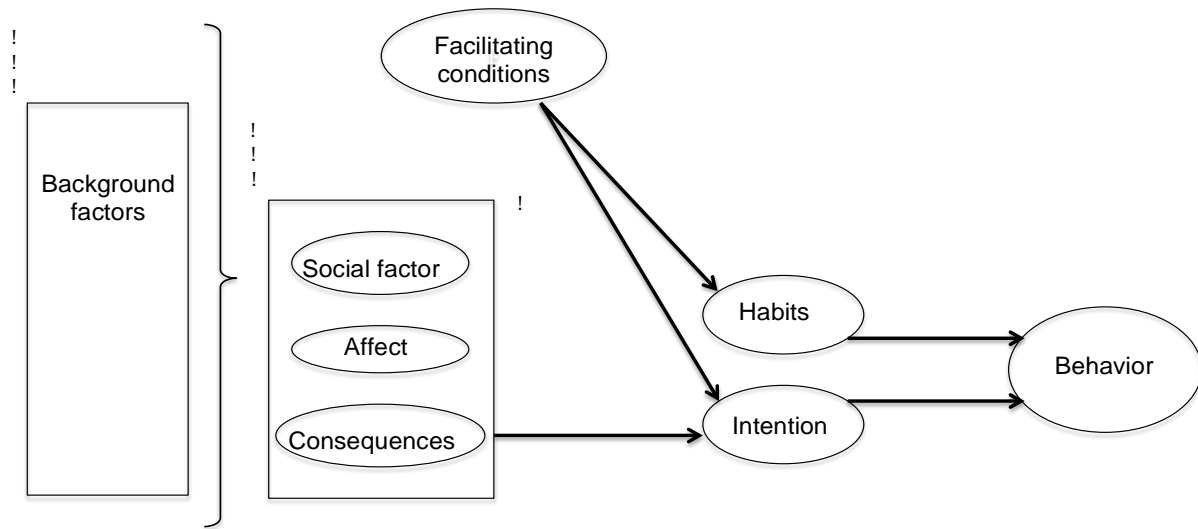 !
!
!
Background
factors
!
!
!
!
Social factor
Affect
Consequences
Facilitating
conditions
Habits
Intention
Behavior